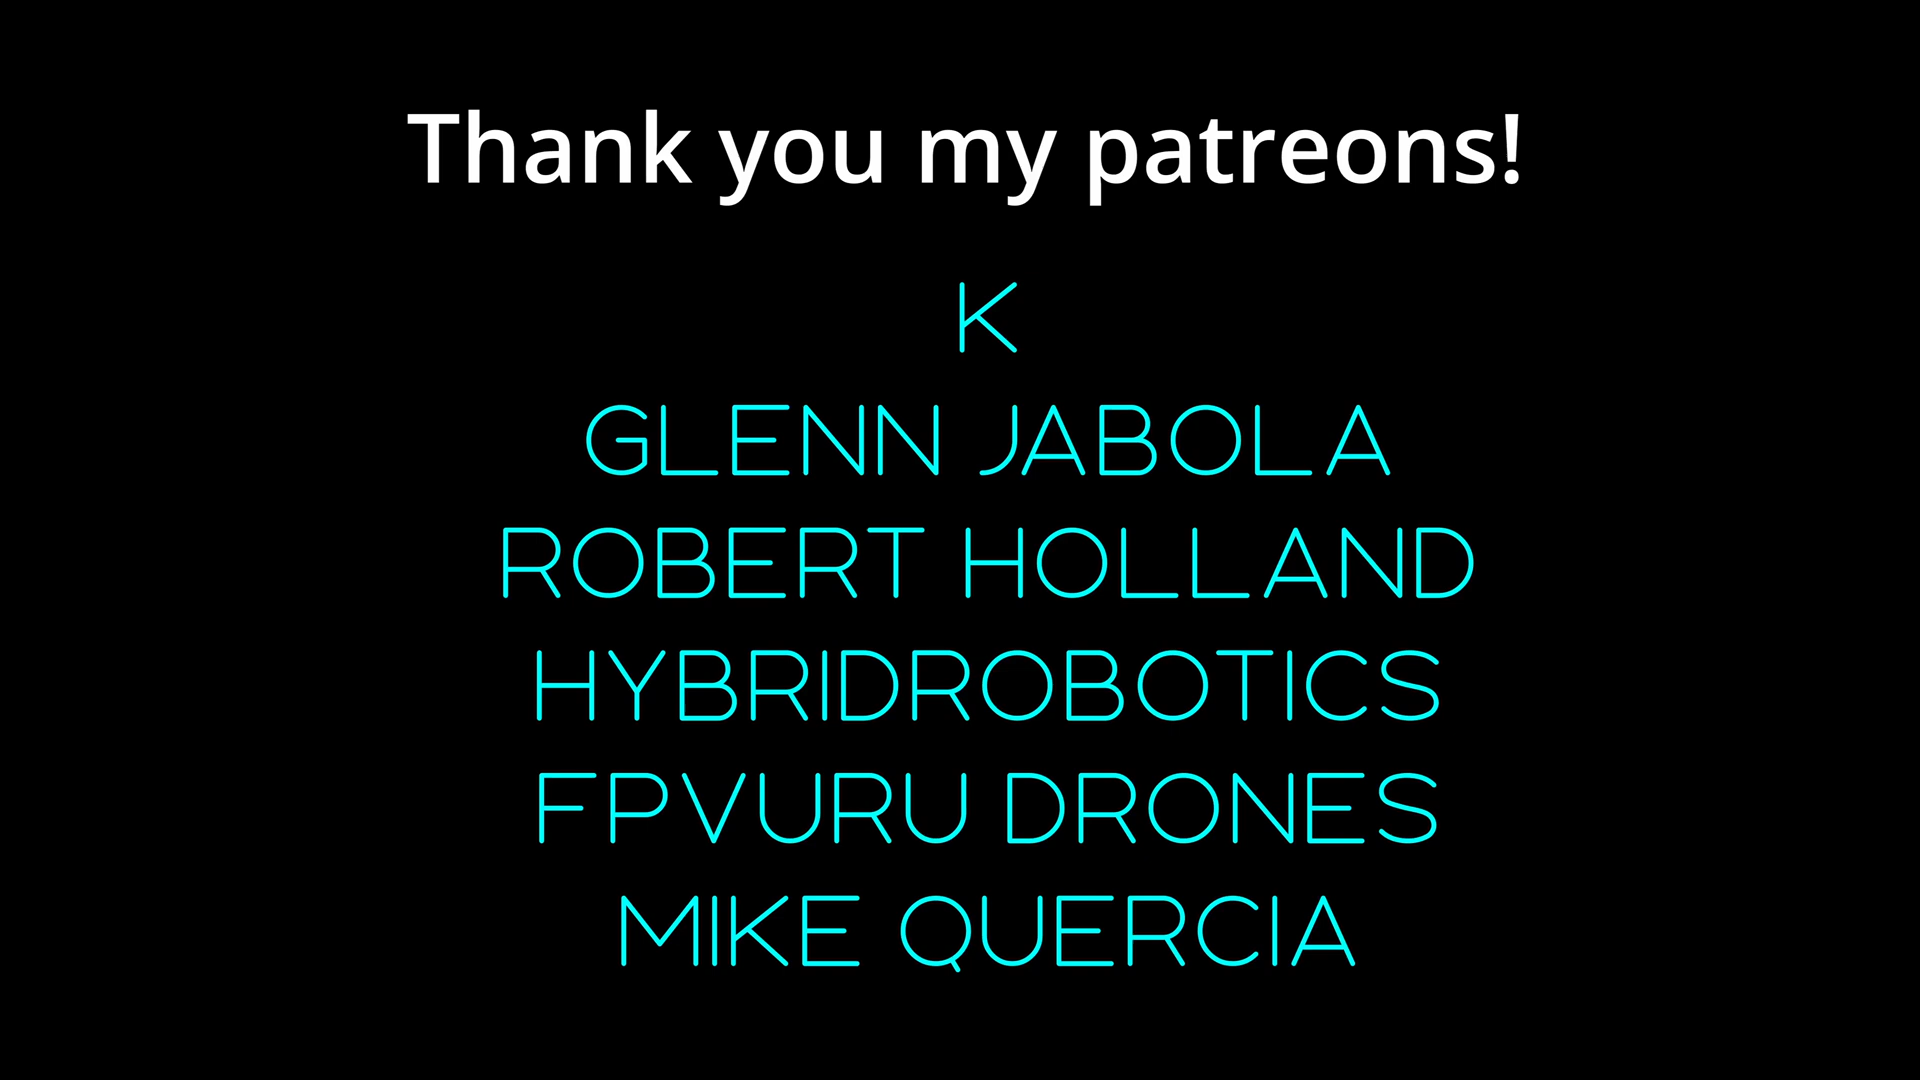 Thank you my patreons!
K
GLENN JABOLA
ROBERT HOLLAND
HYBRIDROBOTICS
FPVURU DRONES
MIKE QUERCIA